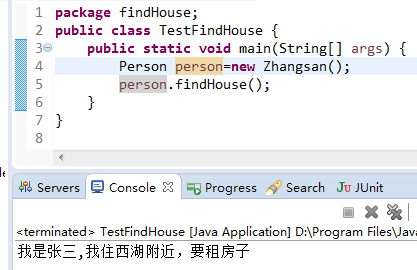 1 package findHouse;
2 public class TestFindHouse {
3 public static void main(String[] args) {
4 Person person=new Zhangsan();
5 person.findHouse();
6 }
7 }
8
Servers Console Progress Search JUnit
<terminated> TestFindHouse [Java Application] D:\Program Files\Java
我是张三,我住西湖附近，要租房子